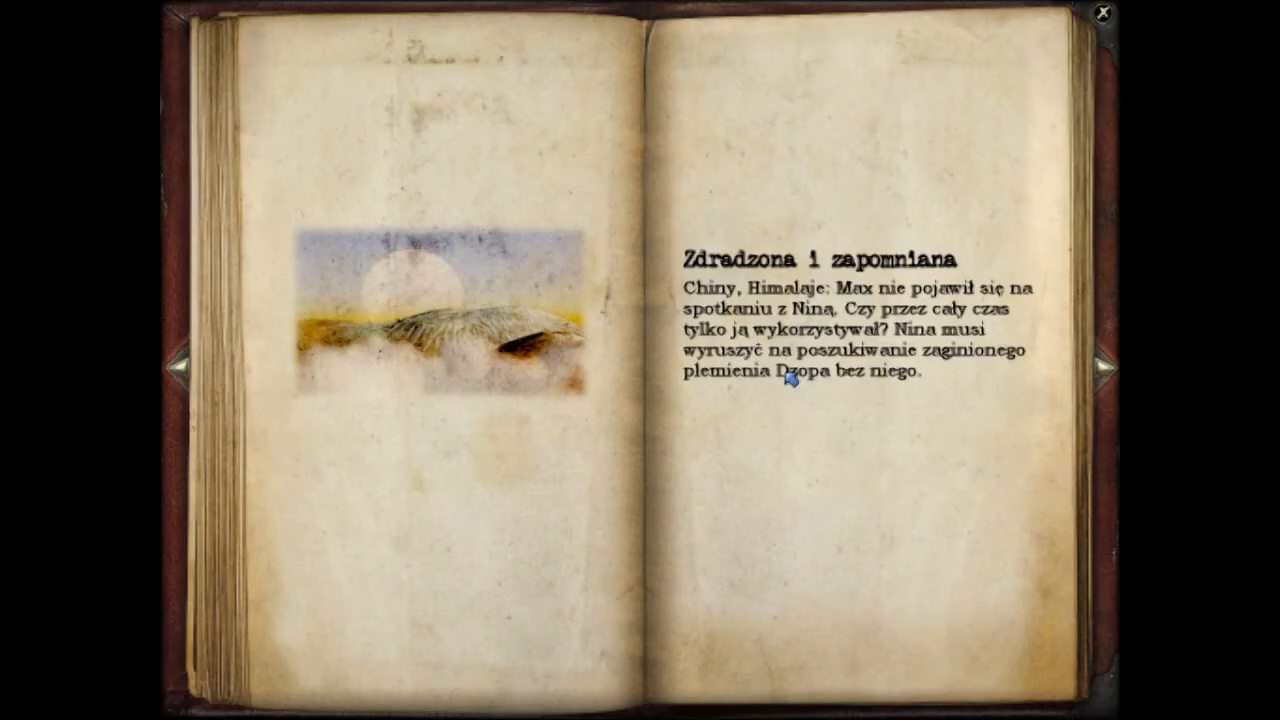 Zdradzona i zapomniana
Chiny, Himalaje: Max nie pojawił się na
spotkaniu z Niną. Czy przez cały czas
tylko ją wykorzystywał? Nina musi
wyruszyć na poszukiwanie zaginionego
plemienia Dzopa bez niego.